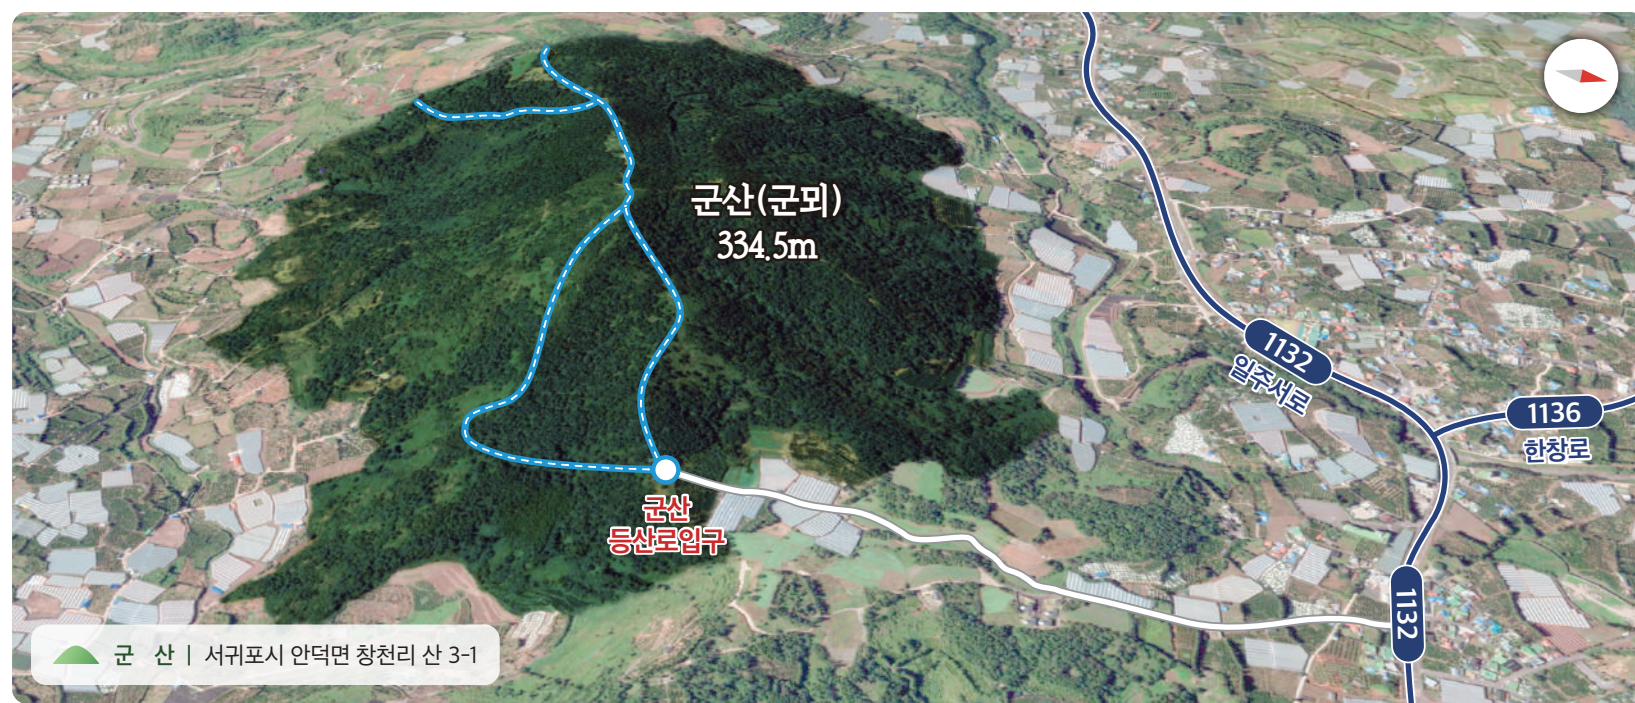 군산(군뫼)
334.5m
1132
일주서로
1136
한창로
군산
등산로입구
1132
군 산 | 서귀포시 안덕면 창천리 산 3-1